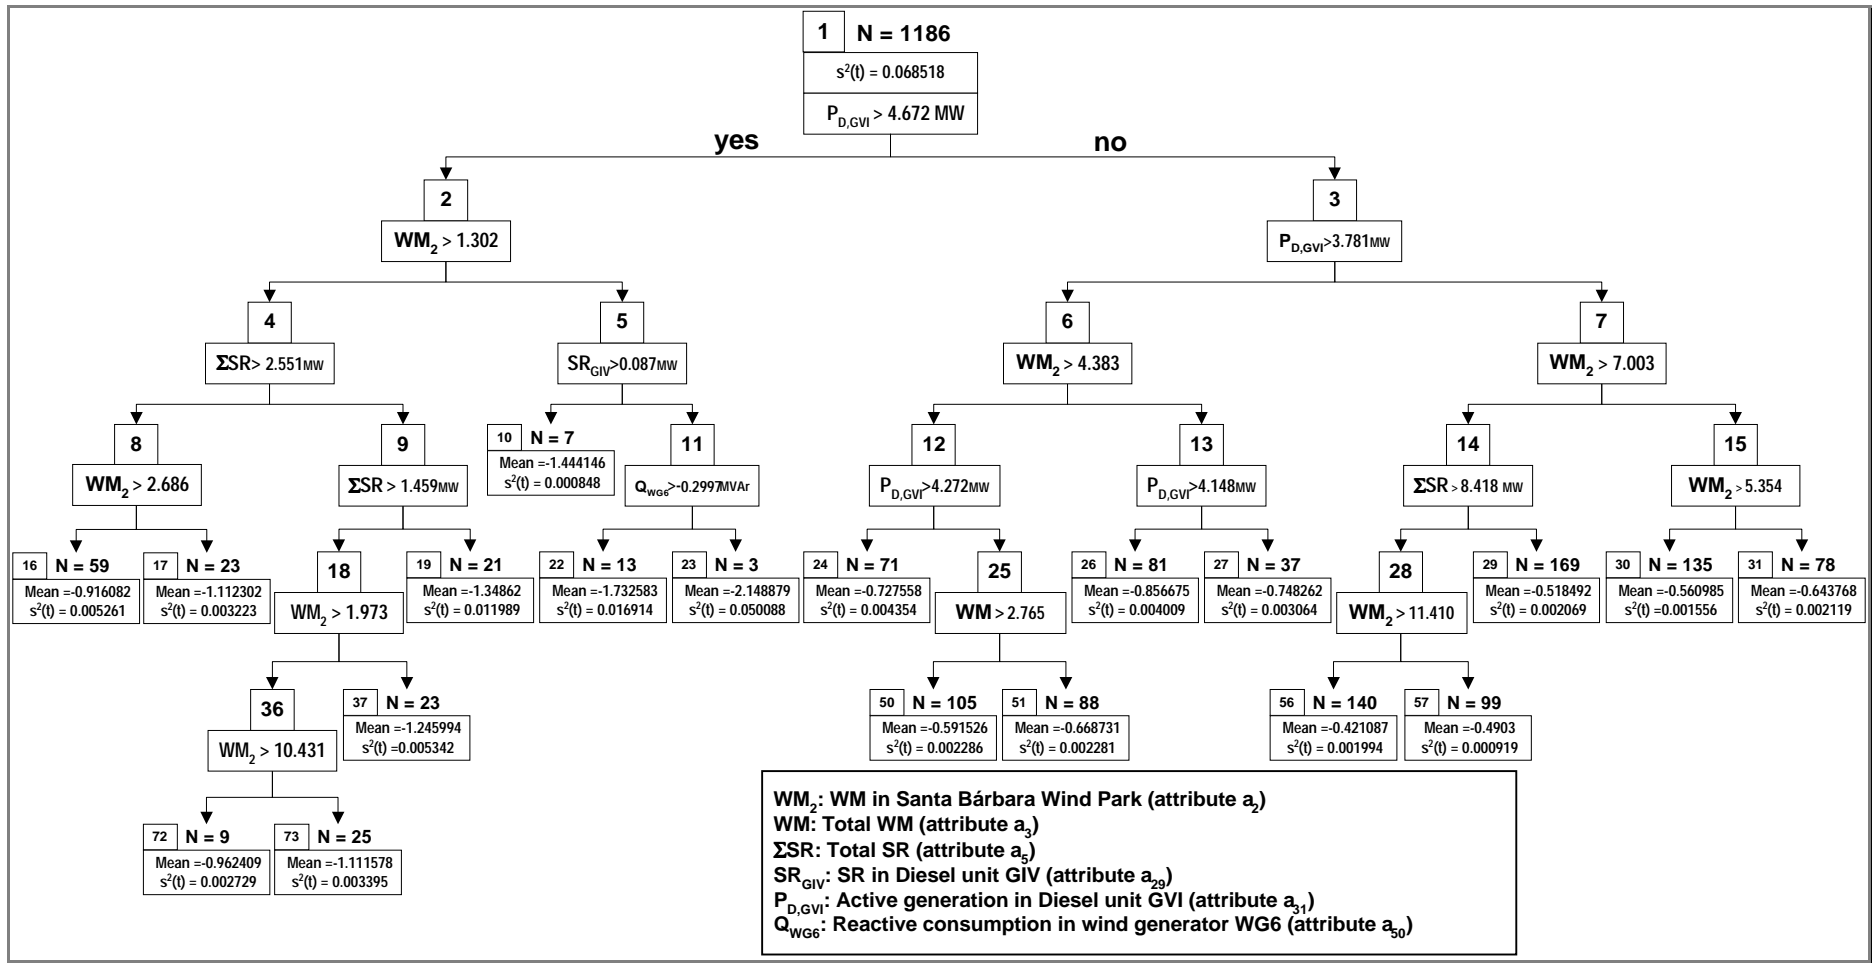 1 N = 1186
s²(t) = 0.068518
P_D,GVI > 4.672 MW
yes no
2
WM₂ > 1.302
3
P_D,GVI>3.781MW
4
ΣSR> 2.551MW
5
SR_GIV>0.087MW
6
WM₂ > 4.383
7
WM₂ > 7.003
8
WM₂ > 2.686
9
ΣSR > 1.459MW
10 N = 7
Mean =-1.444146
s²(t) = 0.000848
11
Q_WG6>-0.2997MVAr
12
P_D,GVI>4.272MW
13
P_D,GVI>4.148MW
14
ΣSR > 8.418 MW
15
WM₂ > 5.354
16 N = 59
Mean =-0.916082
s²(t) = 0.005261
17 N = 23
Mean =-1.112302
s²(t) = 0.003223
18
WM₂ > 1.973
19 N = 21
Mean =-1.34862
s²(t) = 0.011989
22 N = 13
Mean =-1.732583
s²(t) = 0.016914
23 N = 3
Mean =-2.148879
s²(t) = 0.050088
24 N = 71
Mean =-0.727558
s²(t) = 0.004354
25
WM > 2.765
26 N = 81
Mean =-0.856675
s²(t) = 0.004009
27 N = 37
Mean =-0.748262
s²(t) = 0.003064
28
WM₂ > 11.410
29 N = 169
Mean =-0.518492
s²(t) = 0.002069
30 N = 135
Mean =-0.560985
s²(t) = 0.001556
31 N = 78
Mean =-0.643768
s²(t) = 0.002119
36
WM₂ > 10.431
37 N = 23
Mean =-1.245994
s²(t) =0.005342
50 N = 105
Mean =-0.591526
s²(t) = 0.002286
51 N = 88
Mean =-0.668731
s²(t) = 0.002281
56 N = 140
Mean =-0.421087
s²(t) = 0.001994
57 N = 99
Mean =-0.4903
s²(t) = 0.000919
72 N = 9
Mean =-0.962409
s²(t) = 0.002729
73 N = 25
Mean =-1.111578
s²(t) = 0.003395
WM₂: WM in Santa Bárbara Wind Park (attribute a₂)
WM: Total WM (attribute a₃)
ΣSR: Total SR (attribute a₅)
SR_GIV: SR in Diesel unit GIV (attribute a₂₉)
P_D,GVI: Active generation in Diesel unit GVI (attribute a₃₁)
Q_WG6: Reactive consumption in wind generator WG6 (attribute a₅₀)